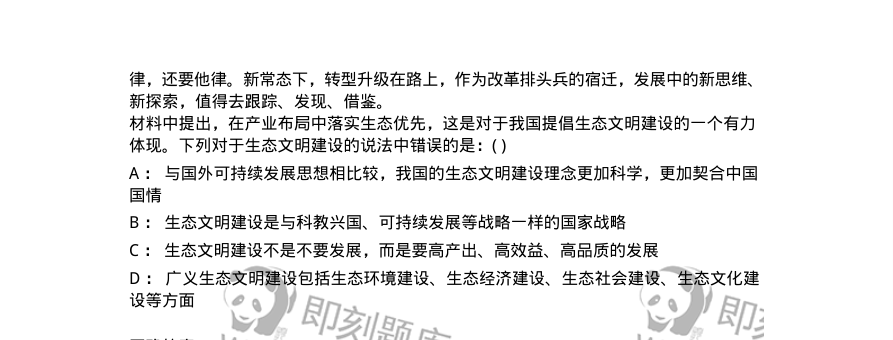 律，还要他律。新常态下，转型升级在路上，作为改革排头兵的宿迁，发展中的新思维、
新探索，值得去跟踪、发现、借鉴。
材料中提出，在产业布局中落实生态优先，这是对于我国提倡生态文明建设的一个有力
体现。下列对于生态文明建设的说法中错误的是：( )
A ： 与国外可持续发展思想相比较，我国的生态文明建设理念更加科学，更加契合中国
国情
B ： 生态文明建设是与科教兴国、可持续发展等战略一样的国家战略
C ： 生态文明建设不是不要发展，而是要高产出、高效益、高品质的发展
D ： 广义生态文明建设包括生态环境建设、生态经济建设、生态社会建设、生态文化建
设等方面
即刻题库
即刻